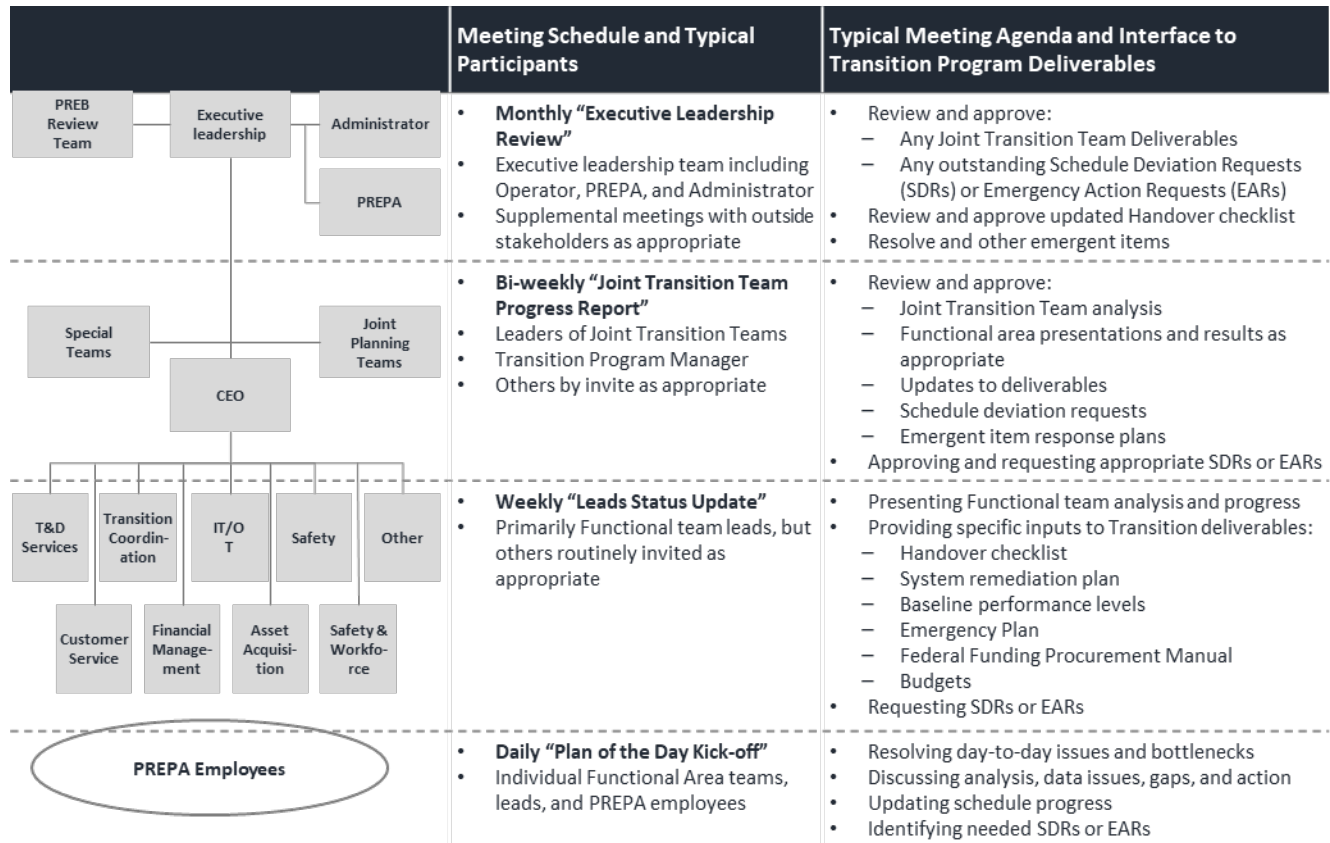 Meeting Schedule and Typical
Participants
Typical Meeting Agenda and Interface to
Transition Program Deliverables
PREB
Review
Team
Executive
leadership
Administrator
PREPA
• Monthly “Executive Leadership
Review”
• Executive leadership team including
Operator, PREPA, and Administrator
• Supplemental meetings with outside
stakeholders as appropriate
• Review and approve:
– Any Joint Transition Team Deliverables
– Any outstanding Schedule Deviation Requests
(SDRs) or Emergency Action Requests (EARs)
• Review and approve updated Handover checklist
• Resolve and other emergent items
Special
Teams
Joint
Planning
Teams
CEO
• Bi-weekly “Joint Transition Team
Progress Report”
• Leaders of Joint Transition Teams
• Transition Program Manager
• Others by invite as appropriate
• Review and approve:
– Joint Transition Team analysis
– Functional area presentations and results as
appropriate
– Updates to deliverables
– Schedule deviation requests
– Emergent item response plans
• Approving and requesting appropriate SDRs or EARs
T&D
Services
Transition
Coordin-
ation
IT/O
T
Safety
Other
Customer
Service
Financial
Manage-
ment
Asset
Acquisi-
tion
Safety &
Workfo-
rce
• Weekly “Leads Status Update”
• Primarily Functional team leads, but
others routinely invited as
appropriate
• Presenting Functional team analysis and progress
• Providing specific inputs to Transition deliverables:
– Handover checklist
– System remediation plan
– Baseline performance levels
– Emergency Plan
– Federal Funding Procurement Manual
– Budgets
• Requesting SDRs or EARs
PREPA Employees
• Daily “Plan of the Day Kick-off”
• Individual Functional Area teams,
leads, and PREPA employees
• Resolving day-to-day issues and bottlenecks
• Discussing analysis, data issues, gaps, and action
• Updating schedule progress
• Identifying needed SDRs or EARs